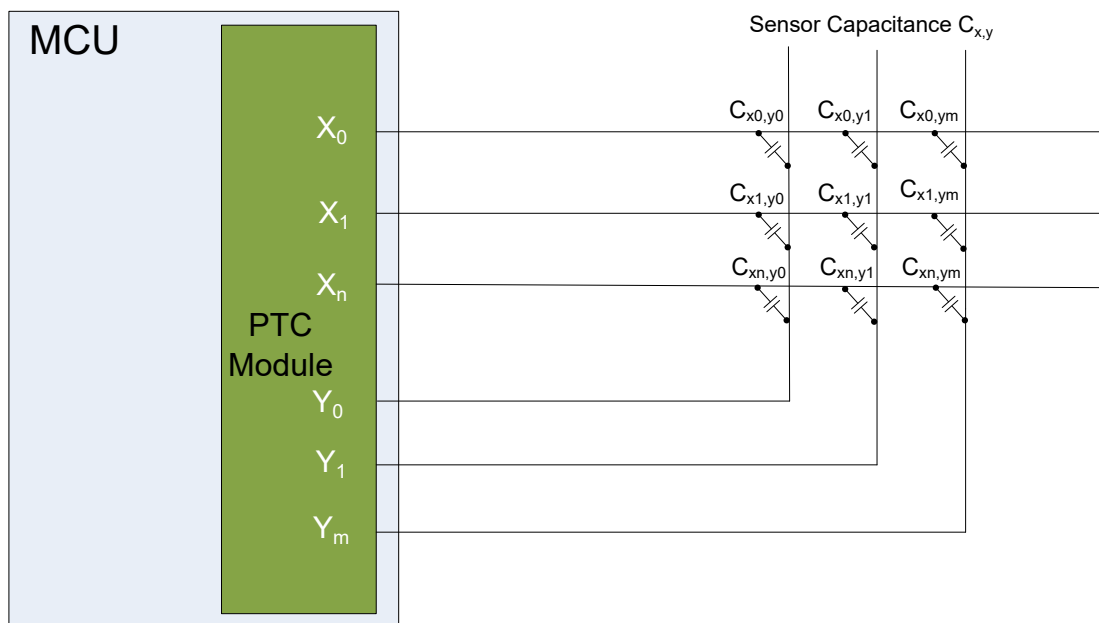 Sensor Capacitance Cx,y
MCU
Cx0,y0 Cx0,y1 Cx0,ym
X0
Cx1,y0 Cx1,y1 Cx1,ym
X1
Cxn,y0 Cxn,y1 Cxn,ym
Xn
PTC
Module
Y0
Y1
Ym